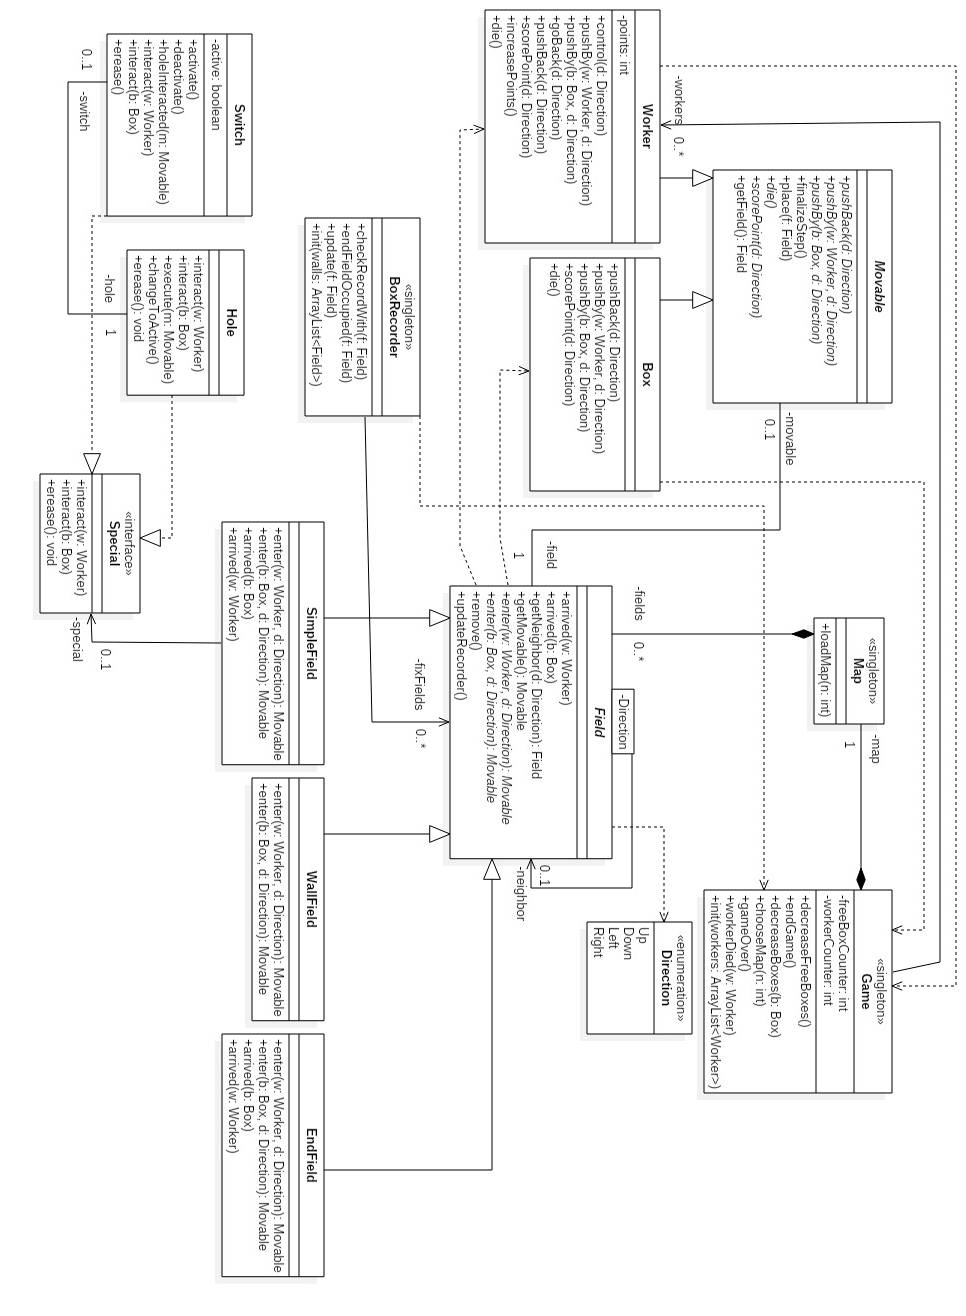 Switch
-active: boolean
+activate()
+deactivate()
+holeInteracted(m: Movable)
+interact(w: Worker)
+interact(b: Box)
+erease()
0..1
-switch
Hole
+interact(w: Worker)
+interact(b: Box)
+execute(m: Movable)
+changeToActive()
+erease(): void
-hole
1
«interface»
Special
+interact(w: Worker)
+interact(b: Box)
+erease(): void
-special
0..1
Worker
-points: int
+control(d: Direction)
+pushBy(w: Worker, d: Direction)
+pushBy(b: Box, d: Direction)
+goBack(d: Direction)
+pushBack(d: Direction)
+scorePoint(d: Direction)
+increasePoints()
+die()
-workers
0..*
Movable
+pushBack(d: Direction)
+pushBy(w: Worker, d: Direction)
+pushBy(b: Box, d: Direction)
+finalizeStep()
+place(f: Field)
+die()
+scorePoint(d: Direction)
+getField(): Field
-movable
0..1
«singleton»
BoxRecorder
+checkRecordWith(f: Field)
+endFieldOccupied(f: Field)
+update(f: Field)
+init(walls: ArrayList<Field>)
Box
+pushBack(d: Direction)
+pushBy(w: Worker, d: Direction)
+pushBy(b: Box, d: Direction)
+scorePoint(d: Direction)
+die()
-field
1
-fields
0..*
-fixFields
0..*
SimpleField
+enter(w: Worker, d: Direction): Movable
+enter(b: Box, d: Direction): Movable
+arrived(b: Box)
+arrived(w: Worker)
-Direction
Field
+arrived(w: Worker)
+arrived(b: Box)
+getNeighbor(d: Direction): Field
+getMovable(): Movable
+enter(w: Worker, d: Direction): Movable
+enter(b: Box, d: Direction): Movable
+remove()
+updateRecorder()
0..1
-neighbor
«singleton»
Map
+loadMap(n: int)
-map
1
WallField
+enter(w: Worker, d: Direction): Movable
+enter(b: Box, d: Direction): Movable
«enumeration»
Direction
Up
Down
Left
Right
«singleton»
Game
-freeBoxCounter: int
-workerCounter: int
+decreaseFreeBoxes()
+endGame()
+decreaseBoxes(b: Box)
+chooseMap(n: int)
+gameOver()
+workerDied(w: Worker)
+init(workers: ArrayList<Worker>)
EndField
+enter(w: Worker, d: Direction): Movable
+enter(b: Box, d: Direction): Movable
+arrived(b: Box)
+arrived(w: Worker)